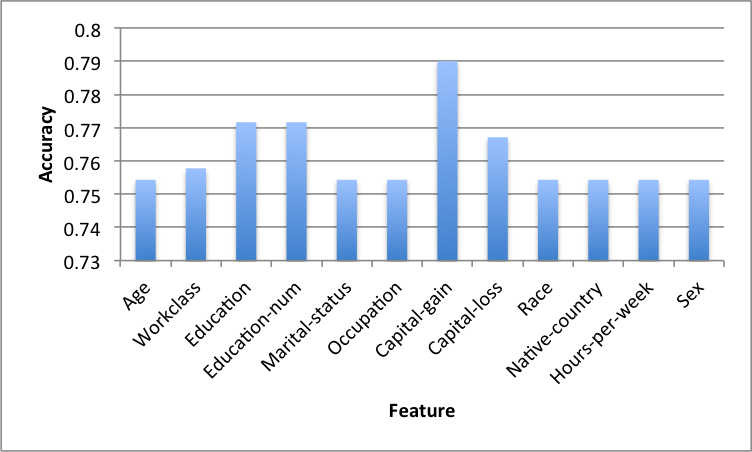 0.8
0.79
0.78
0.77
0.76
0.75
0.74
0.73
Accuracy
Age
Workclass
Education
Education-num
Marital-status
Occupation
Capital-gain
Capital-loss
Race
Native-country
Hours-per-week
Sex
Feature